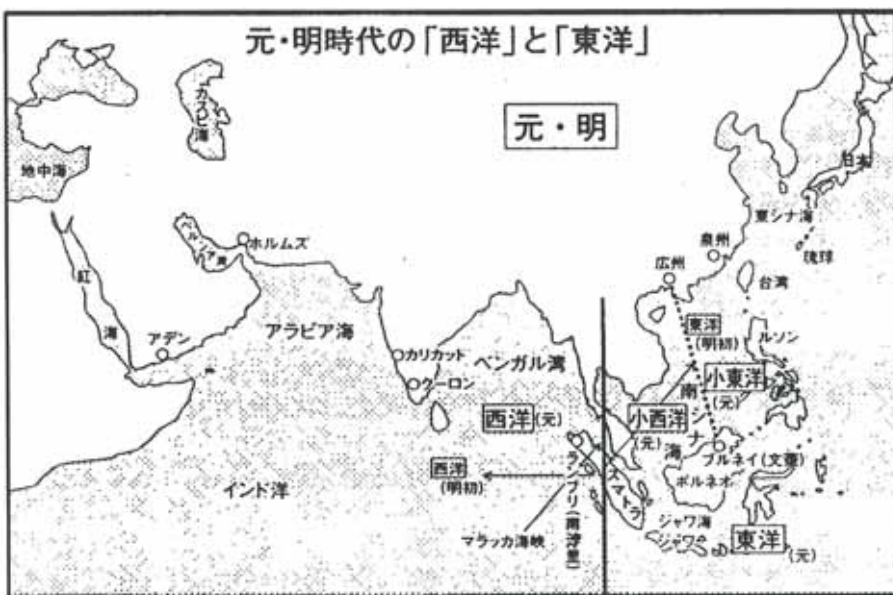 元・明時代の「西洋」と「東洋」
元・明
カスピ海
地中海
日本
東シナ海
ペルシア湾
ホルムズ
泉州
琉球
広州
台湾
紅海
アデン
アラビア海
東洋
(明初)
ルソン
カリカット
ベンガル湾
クーロン
小東洋
(元)
南シナ海
西洋(元)
小西洋
(元)
西洋
(明初)
ブルネイ(文莱)
ボルネオ
インド洋
スマトラ
ランブリ(南浡里)
マラッカ海峡
ジャワ海
ジャワ
東洋(元)